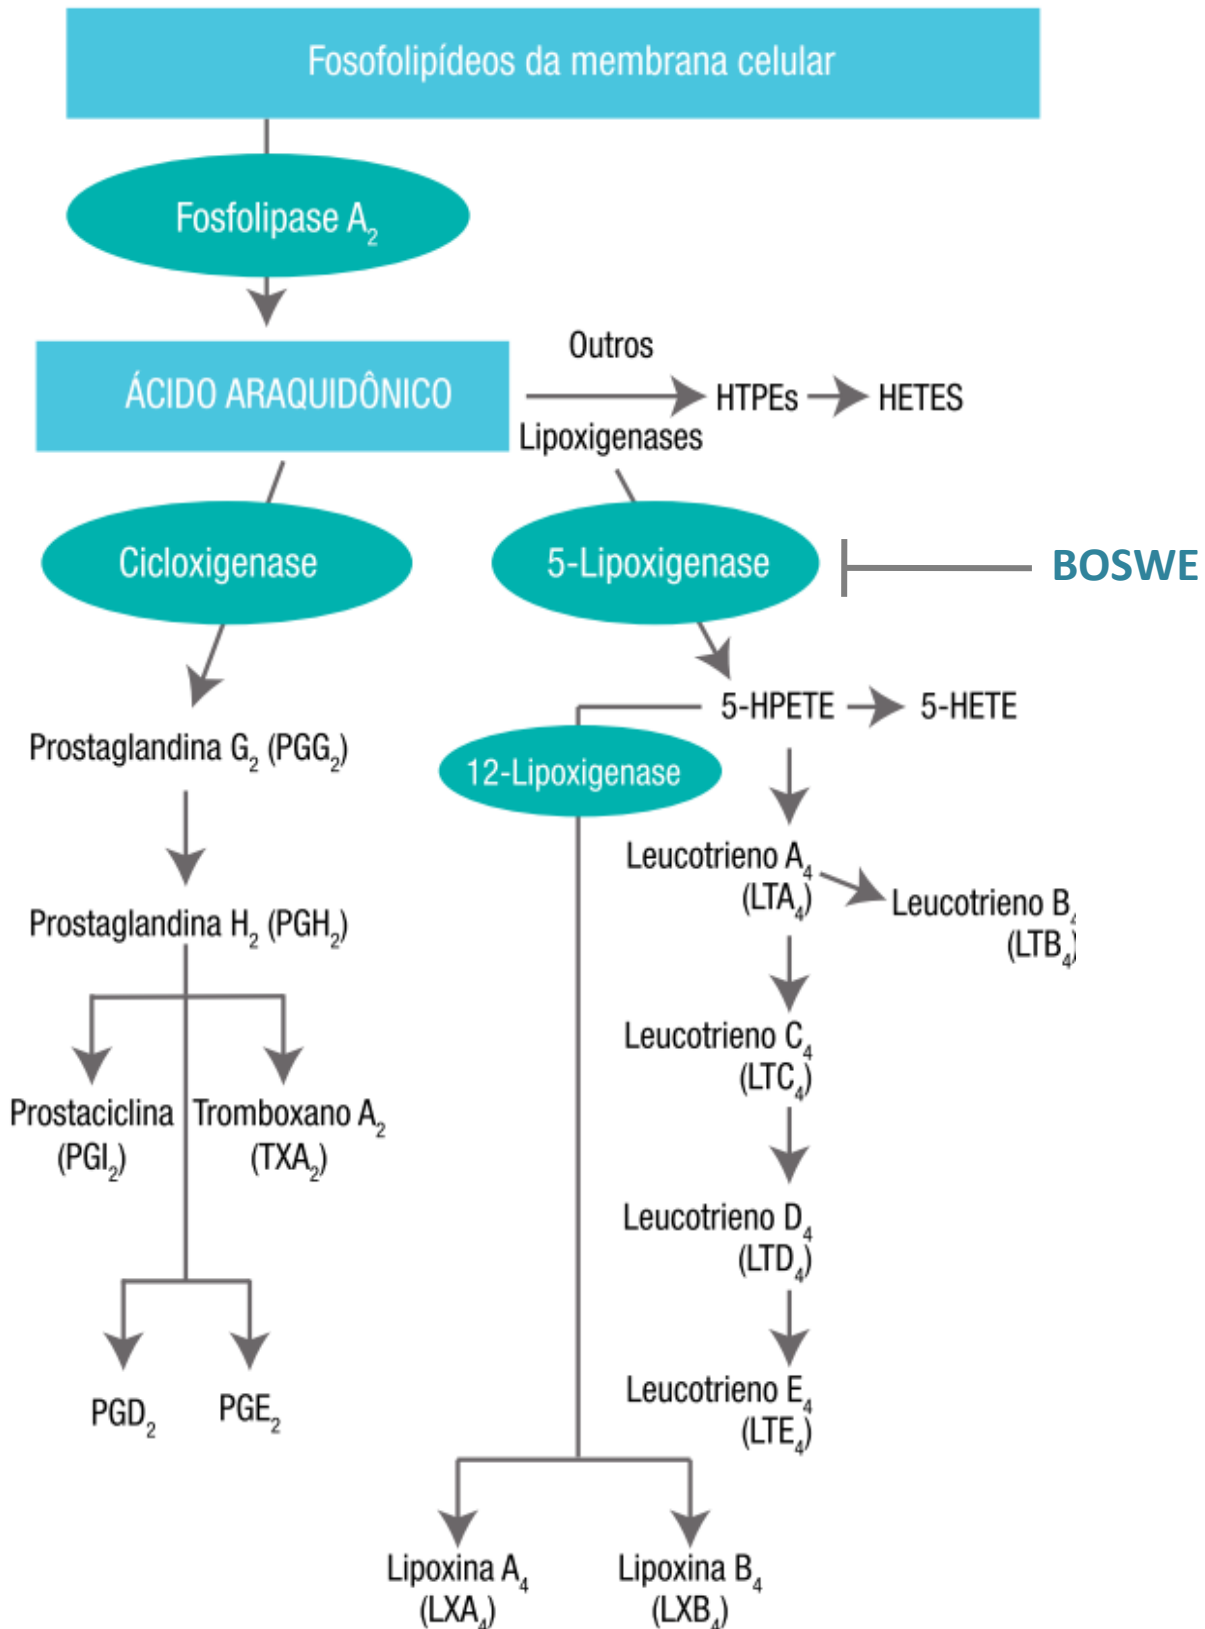 Fosofolipídeos da membrana celular
Fosfolipase A₂
ÁCIDO ARAQUIDÔNICO
Outros
Lipoxigenases
HTPEs
HETES
Cicloxigenase
5-Lipoxigenase
BOSWE
5-HPETE
5-HETE
Prostaglandina G₂ (PGG₂)
12-Lipoxigenase
Leucotrieno A₄
(LTA₄)
Leucotrieno B₄
(LTB₄)
Prostaglandina H₂ (PGH₂)
Leucotrieno C₄
(LTC₄)
Prostaciclina
(PGI₂)
Tromboxano A₂
(TXA₂)
Leucotrieno D₄
(LTD₄)
PGD₂
PGE₂
Leucotrieno E₄
(LTE₄)
Lipoxina A₄
(LXA₄)
Lipoxina B₄
(LXB₄)